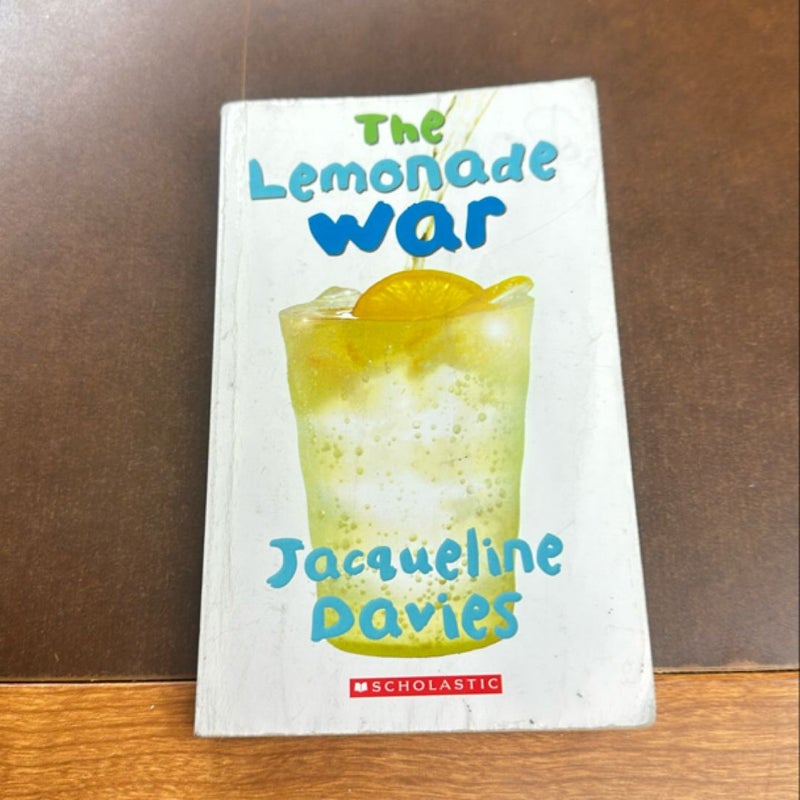 The
Lemonade
war
Jacqueline
Davies
SCHOLASTIC